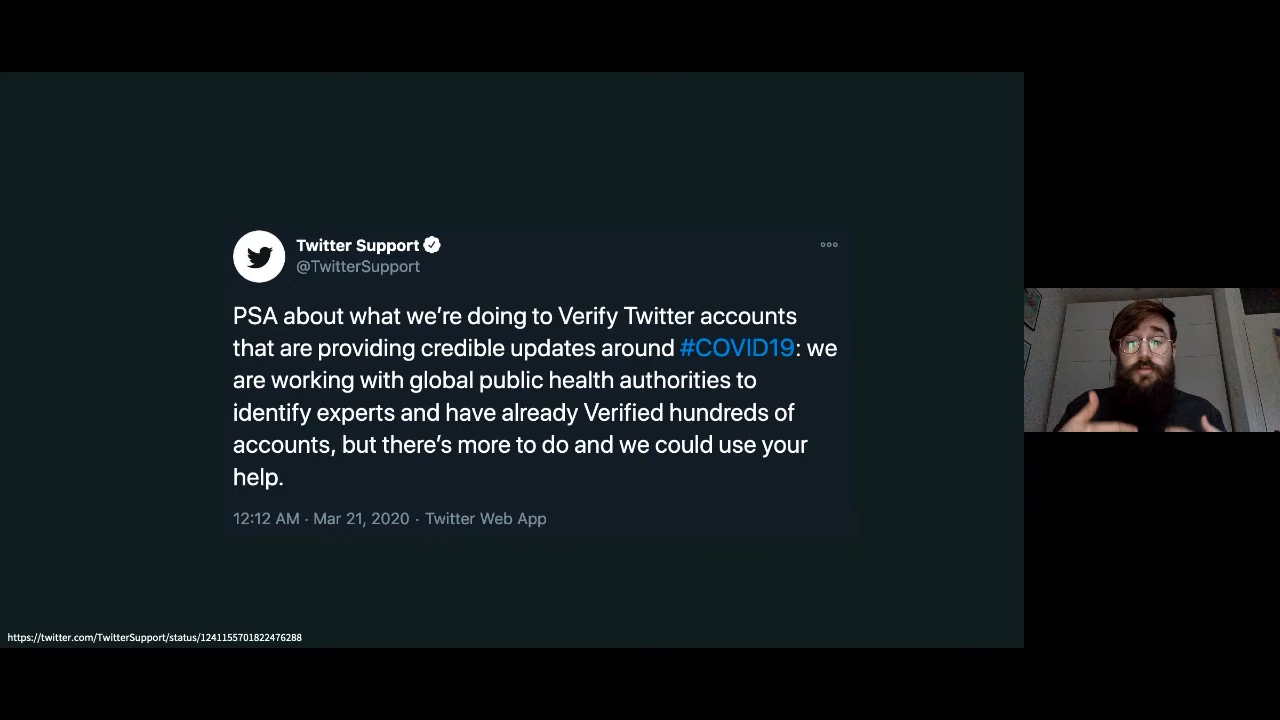 Twitter Support
@TwitterSupport
PSA about what we're doing to Verify Twitter accounts
that are providing credible updates around #COVID19: we
are working with global public health authorities to
identify experts and have already Verified hundreds of
accounts, but there's more to do and we could use your
help.
12:12 AM · Mar 21, 2020 · Twitter Web App
https://twitter.com/TwitterSupport/status/1241155701822476288